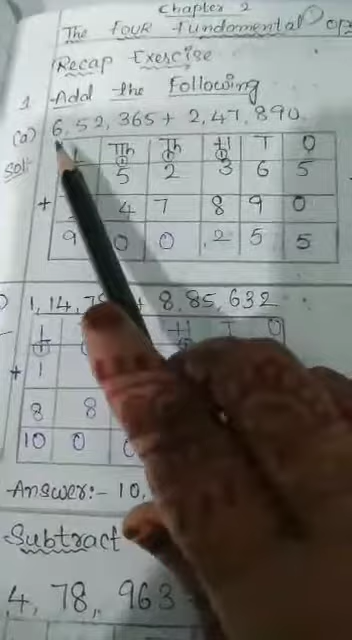 Chapter 2
The Four Fundomental Ope
Recap Exercise
1 Add the Following
(a) 6,52,365 + 2,47,890
Sol:- TTh Th H T O
5 2 3 6 5
+ 4 7 8 9 0
9 0 0 2 5 5
1,14,7 + 8,85,632
H T O
+ 1
8 8
10 0
Answer:- 10,
Subtract
4,78,963